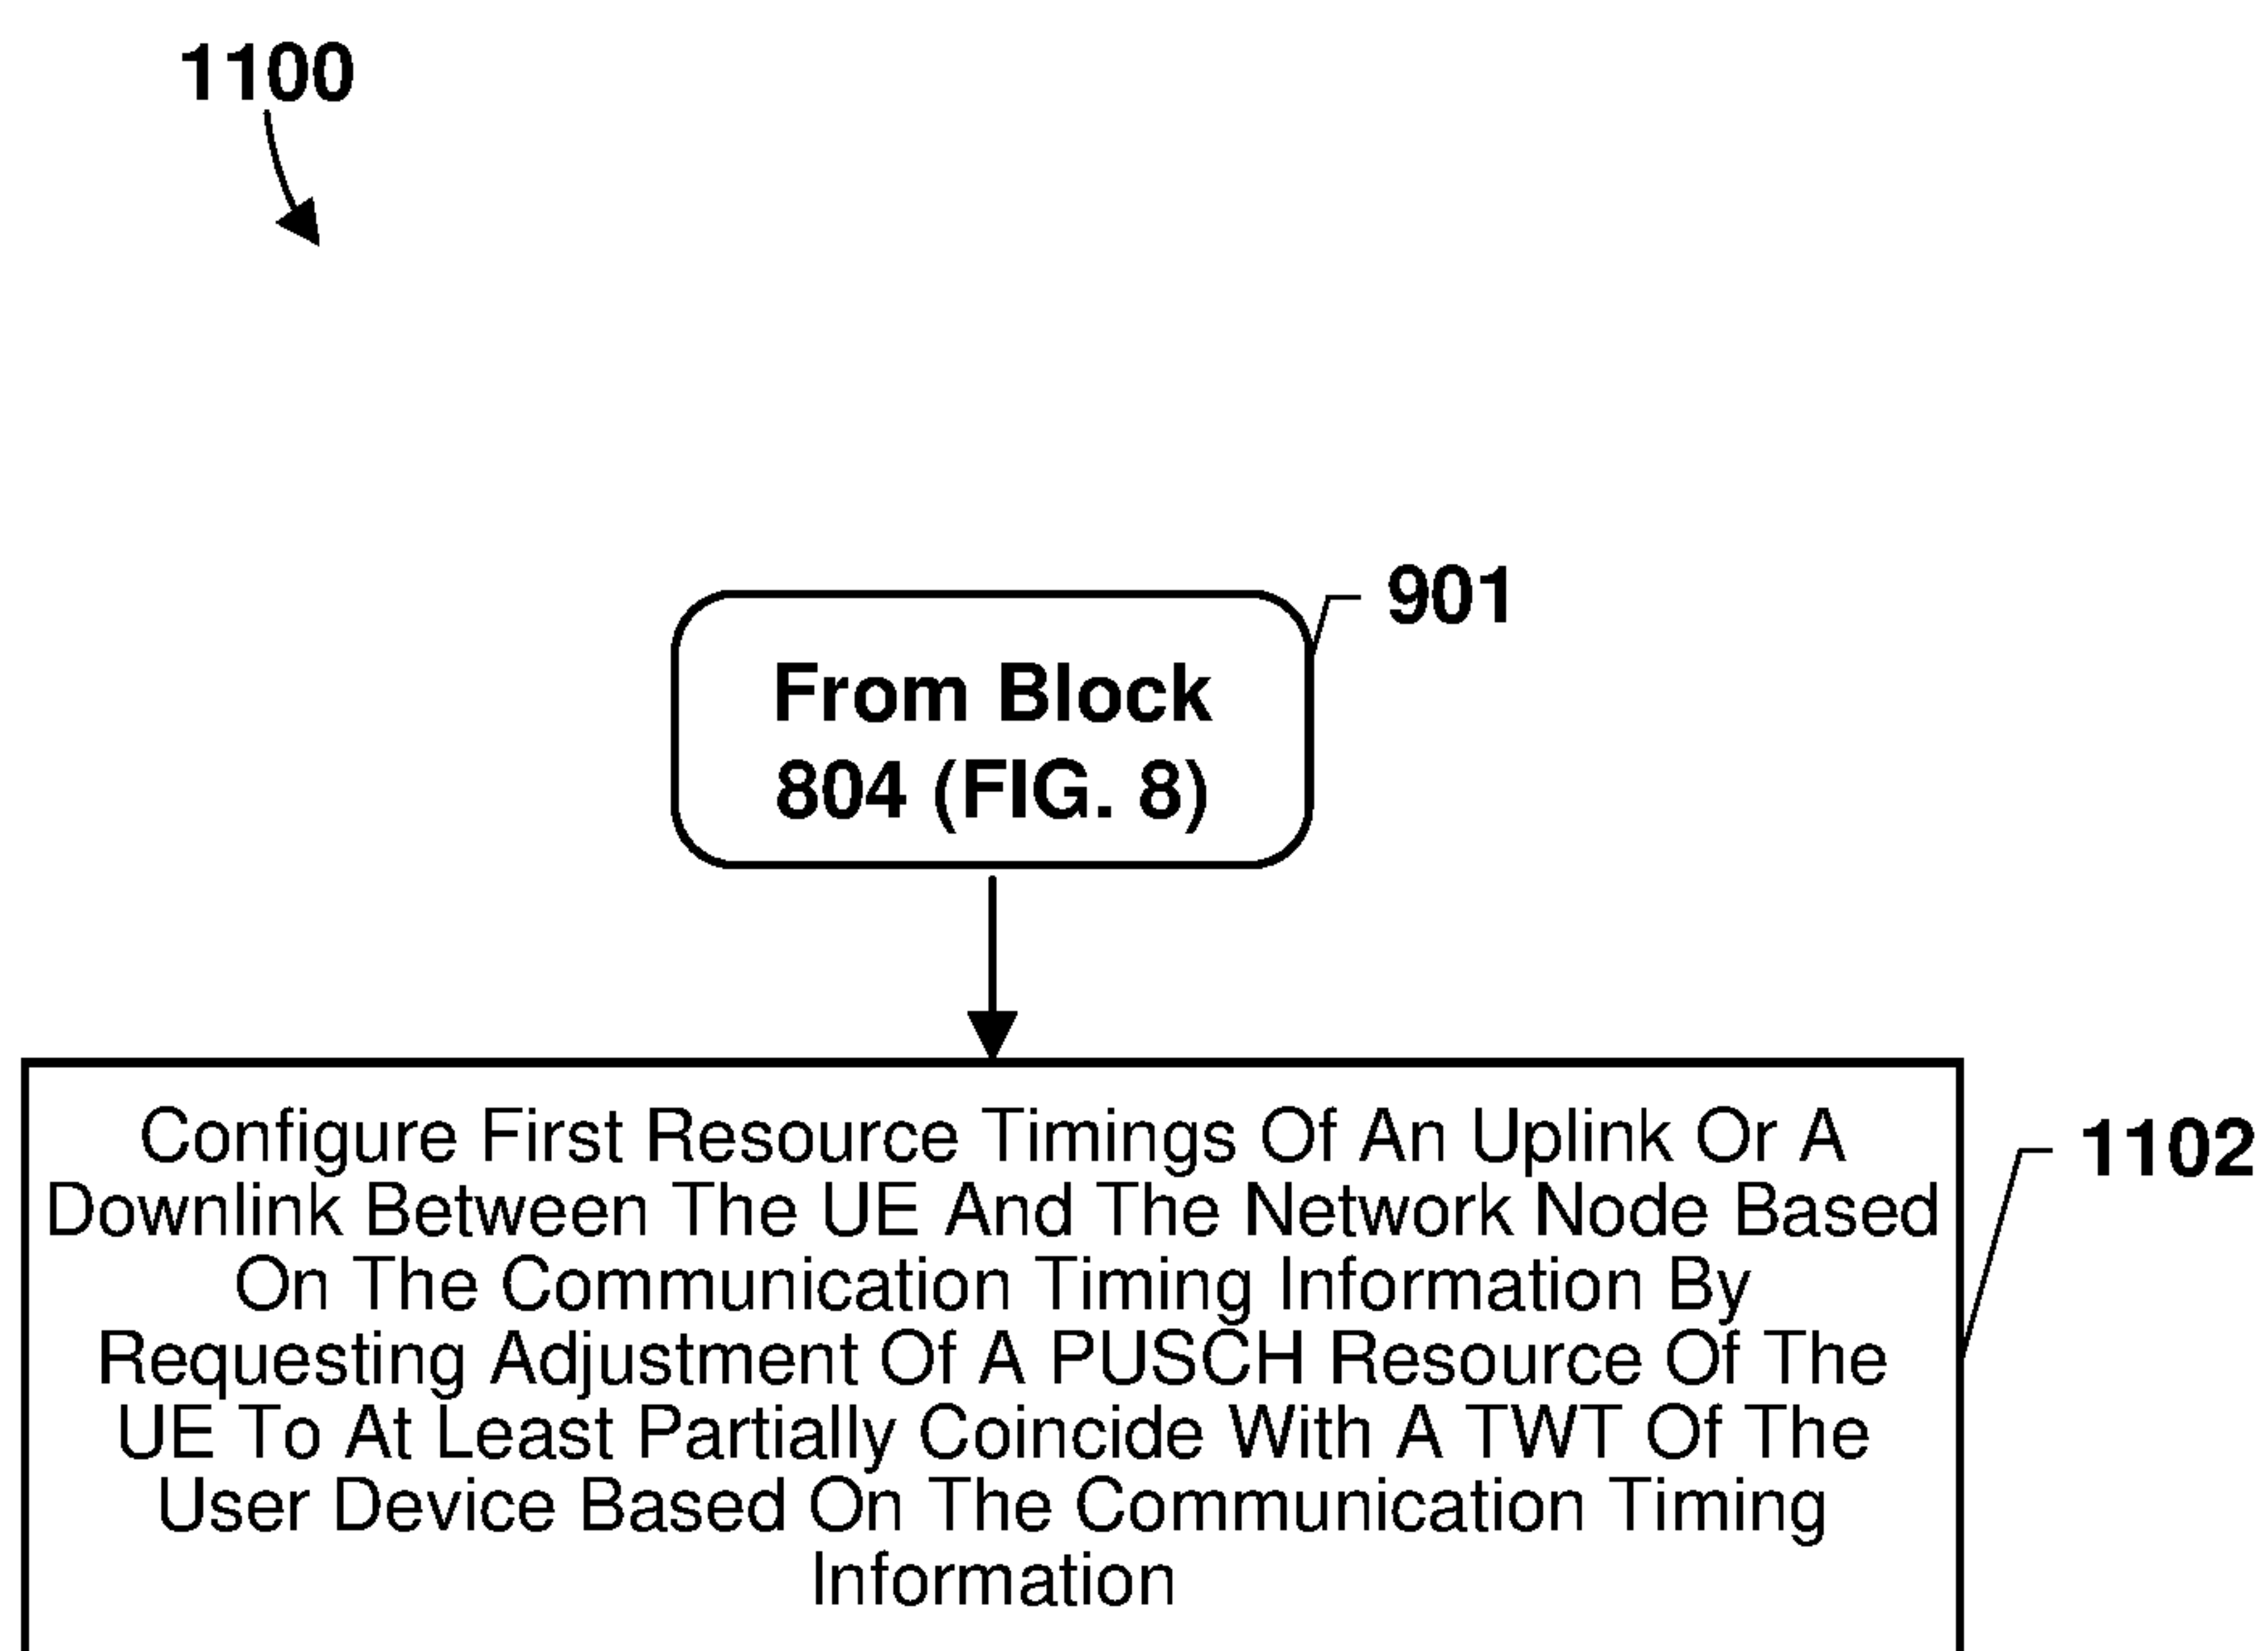 1100
901
From Block
804 (FIG. 8)
Configure First Resource Timings Of An Uplink Or A
Downlink Between The UE And The Network Node Based
On The Communication Timing Information By
Requesting Adjustment Of A PUSCH Resource Of The
UE To At Least Partially Coincide With A TWT Of The
User Device Based On The Communication Timing
Information
1102